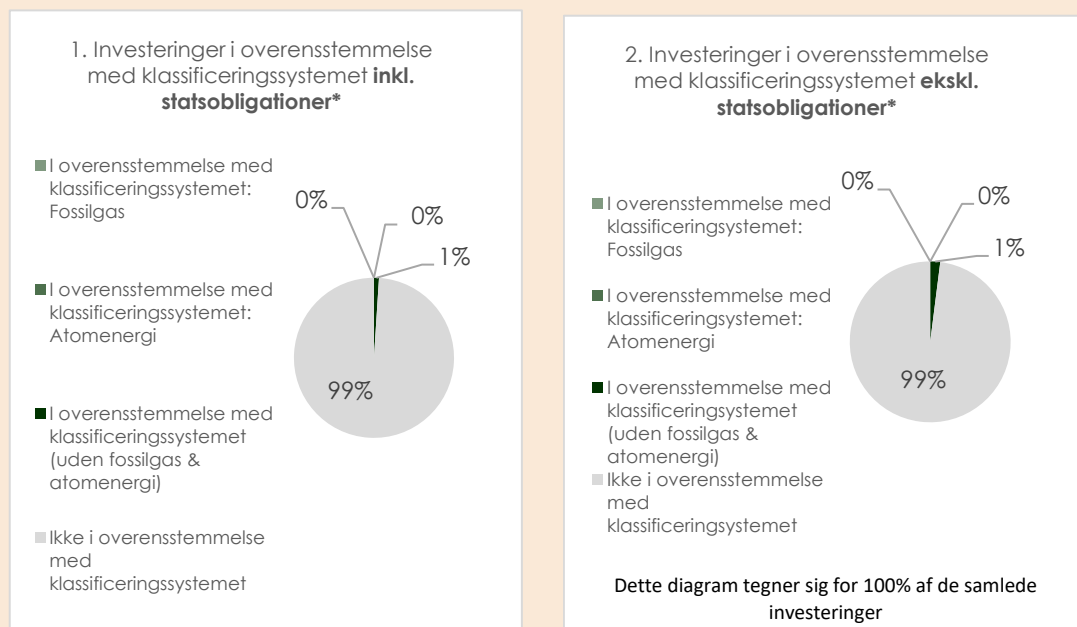 1. Investeringer i overensstemmelse
med klassificeringssystemet inkl.
statsobligationer*
I overensstemmelse med
klassificeringssystemet:
Fossilgas
I overensstemmelse med
klassificeringssystemet:
Atomenergi
I overensstemmelse med
klassificeringssystemet
(uden fossilgas &
atomenergi)
Ikke i overensstemmelse
med
klassificeringssystemet
0%
0%
1%
99%
2. Investeringer i overensstemmelse
med klassificeringssystemet ekskl.
statsobligationer*
I overensstemmelse med
klassificeringsystemet:
Fossilgas
I overensstemmelse med
klassificeringssystemet:
Atomenergi
I overensstemmelse med
klassificeringssystemet
(uden fossilgas &
atomenergi)
Ikke i overensstemmelse
med
klassificeringsystemet
0%
0%
1%
99%
Dette diagram tegner sig for 100% af de samlede
investeringer